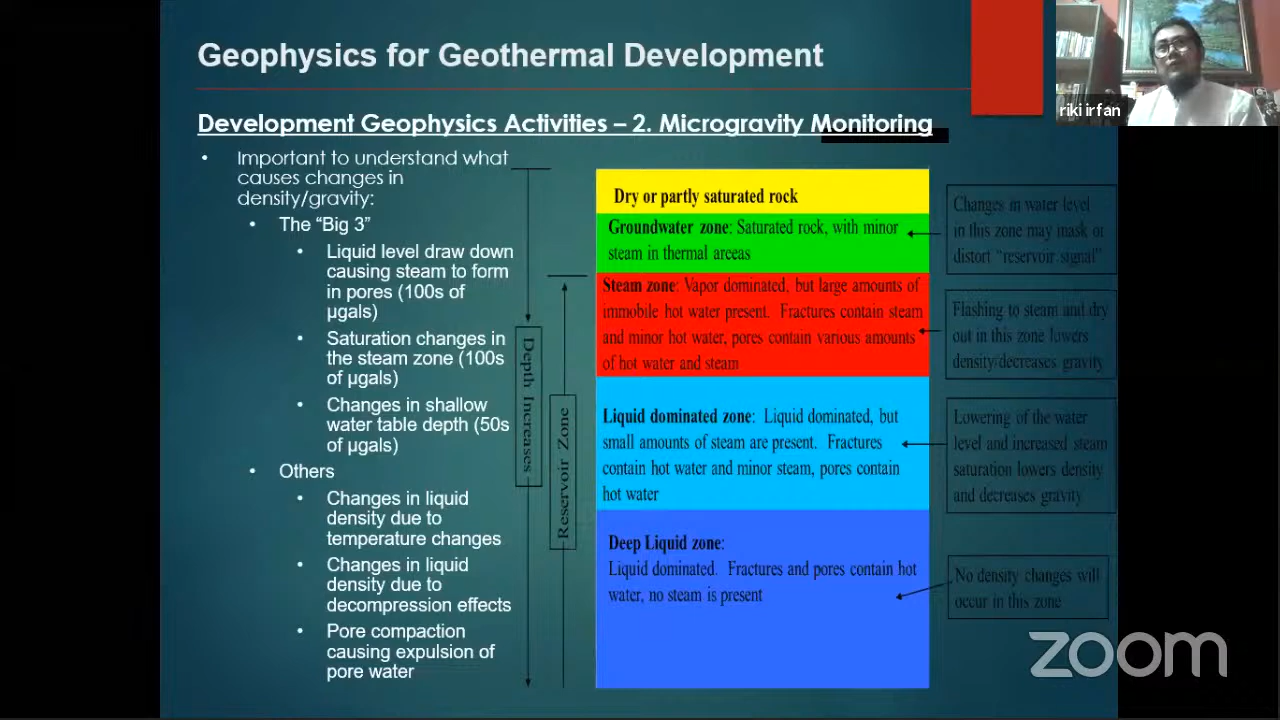 Geophysics for Geothermal Development
riki irfan
Development Geophysics Activities – 2. Microgravity Monitoring
• Important to understand what
causes changes in
density/gravity:
• The “Big 3”
• Liquid level draw down
causing steam to form
in pores (100s of
µgals)
• Saturation changes in
the steam zone (100s
of µgals)
• Changes in shallow
water table depth (50s
of µgals)
• Others
• Changes in liquid
density due to
temperature changes
• Changes in liquid
density due to
decompression effects
• Pore compaction
causing expulsion of
pore water
Depth Increases
Reservoir Zone
Dry or partly saturated rock
Groundwater zone: Saturated rock, with minor
steam in thermal arecas
Steam zone: Vapor dominated, but large amounts of
immobile hot water present. Fractures contain steam
and minor hot water, pores contain various amounts
of hot water and steam
Liquid dominated zone: Liquid dominated, but
small amounts of steam are present. Fractures
contain hot water and minor steam, pores contain
hot water
Deep Liquid zone:
Liquid dominated. Fractures and pores contain hot
water, no steam is present
Changes in water level
in this zone may mask or
distort “reservoir signal”
Flashing to steam and dry
out in this zone lowers
density/decreases gravity
Lowering of the water
level and increased steam
saturation lowers density
and decreases gravity
No density changes will
occur in this zone
zoom